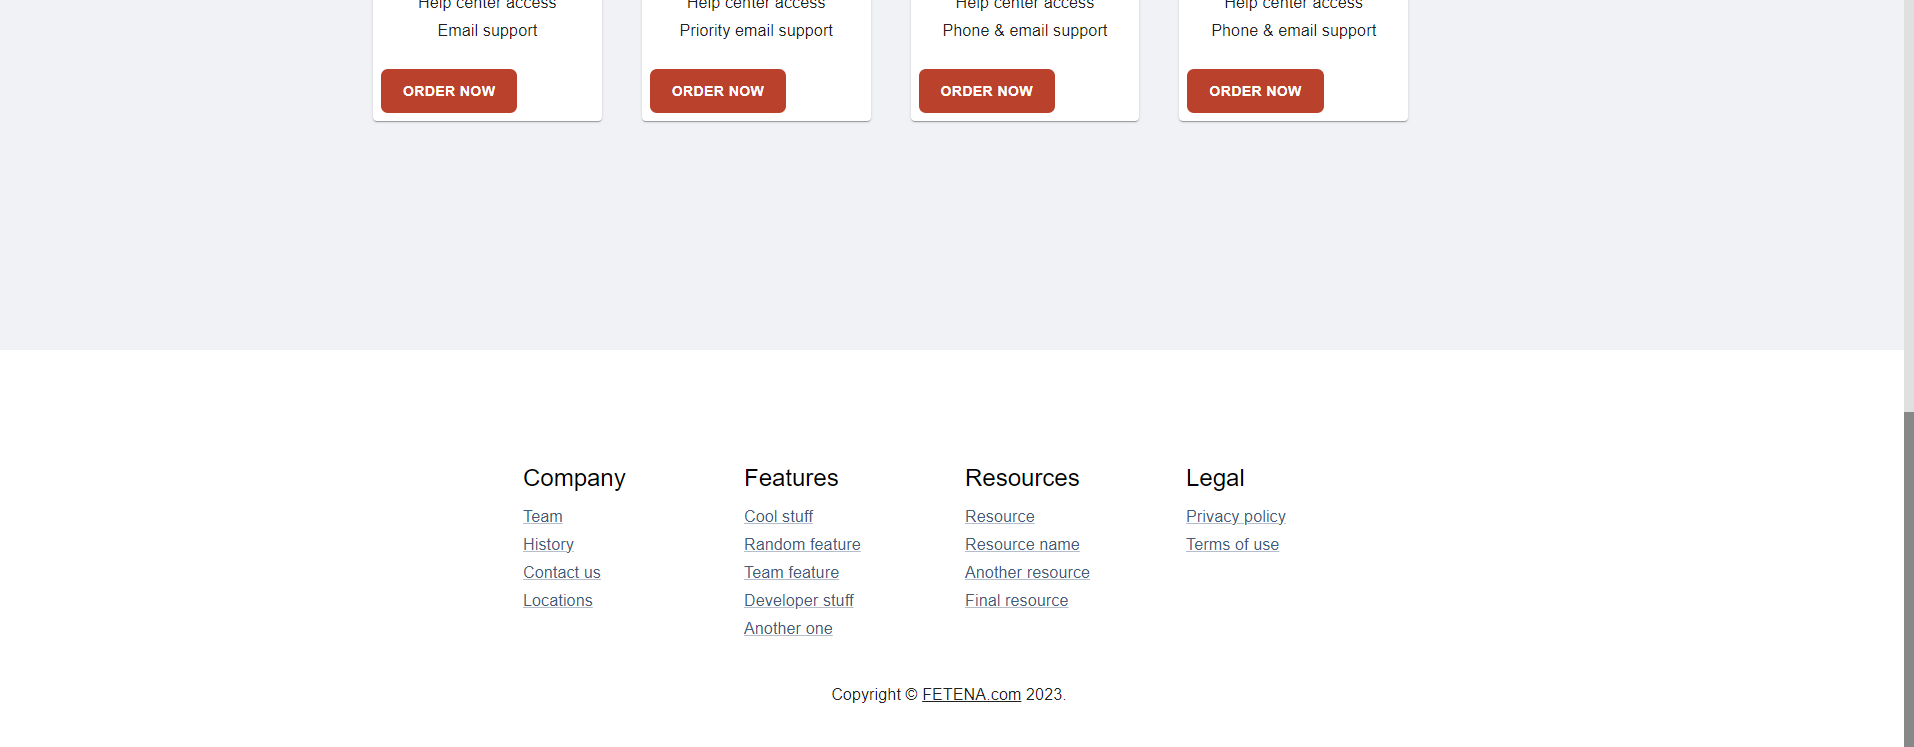 Help center access
Email support
ORDER NOW
Help center access
Priority email support
ORDER NOW
Help center access
Phone & email support
ORDER NOW
Help center access
Phone & email support
ORDER NOW
Company
Team
History
Contact us
Locations
Features
Cool stuff
Random feature
Team feature
Developer stuff
Another one
Resources
Resource
Resource name
Another resource
Final resource
Legal
Privacy policy
Terms of use
Copyright © FETENA.com 2023.